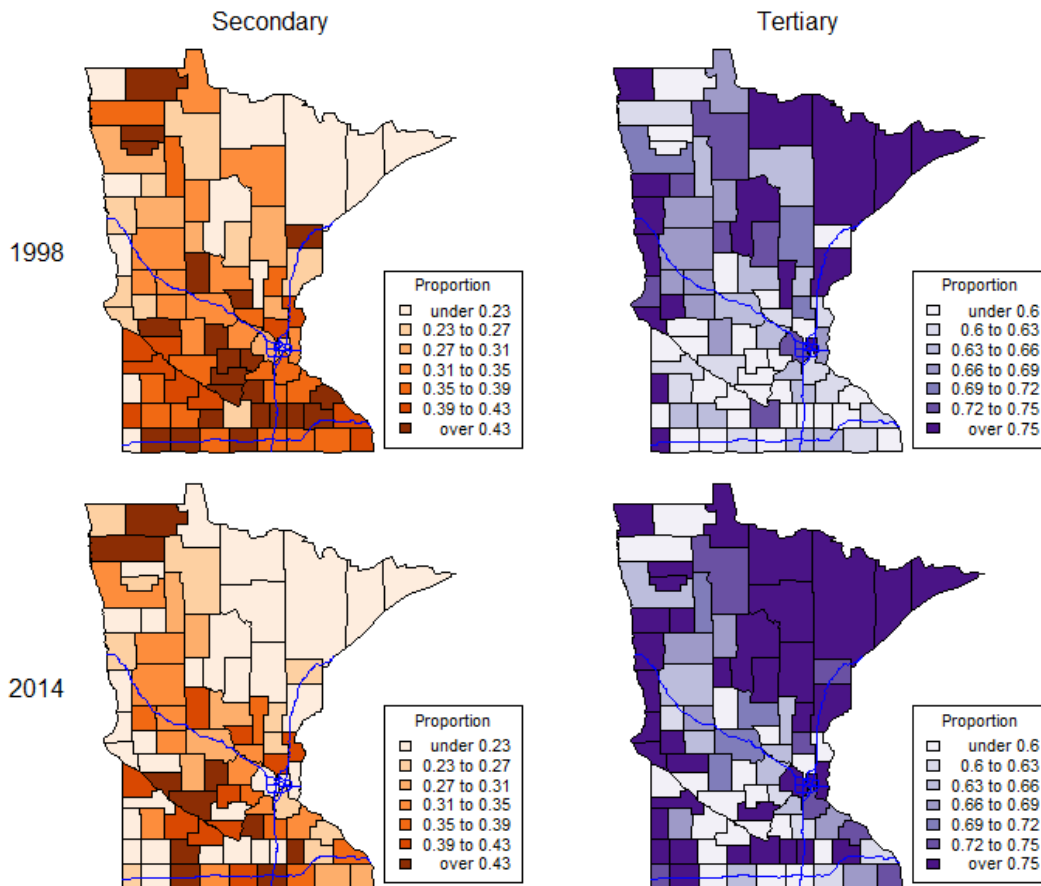 Secondary
Tertiary
1998
Proportion
under 0.23
0.23 to 0.27
0.27 to 0.31
0.31 to 0.35
0.35 to 0.39
0.39 to 0.43
over 0.43
Proportion
under 0.6
0.6 to 0.63
0.63 to 0.66
0.66 to 0.69
0.69 to 0.72
0.72 to 0.75
over 0.75
2014
Proportion
under 0.23
0.23 to 0.27
0.27 to 0.31
0.31 to 0.35
0.35 to 0.39
0.39 to 0.43
over 0.43
Proportion
under 0.6
0.6 to 0.63
0.63 to 0.66
0.66 to 0.69
0.69 to 0.72
0.72 to 0.75
over 0.75